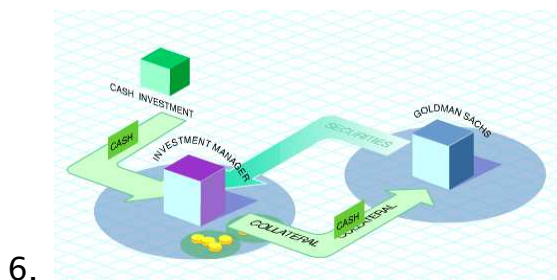 CASH INVESTMENT
CASH
INVESTMENT MANAGER
SECURITIES
GOLDMAN SACHS
COLLATERAL
CASH
COLLATERAL
6.